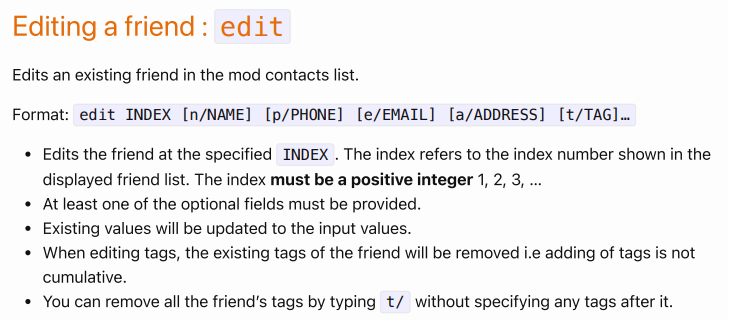 Editing a friend : edit
Edits an existing friend in the mod contacts list.
Format: edit INDEX [n/NAME] [p/PHONE] [e/EMAIL] [a/ADDRESS] [t/TAG]…
• Edits the friend at the specified INDEX . The index refers to the index number shown in the
displayed friend list. The index must be a positive integer 1, 2, 3, …
• At least one of the optional fields must be provided.
• Existing values will be updated to the input values.
• When editing tags, the existing tags of the friend will be removed i.e adding of tags is not
cumulative.
• You can remove all the friend’s tags by typing t/ without specifying any tags after it.